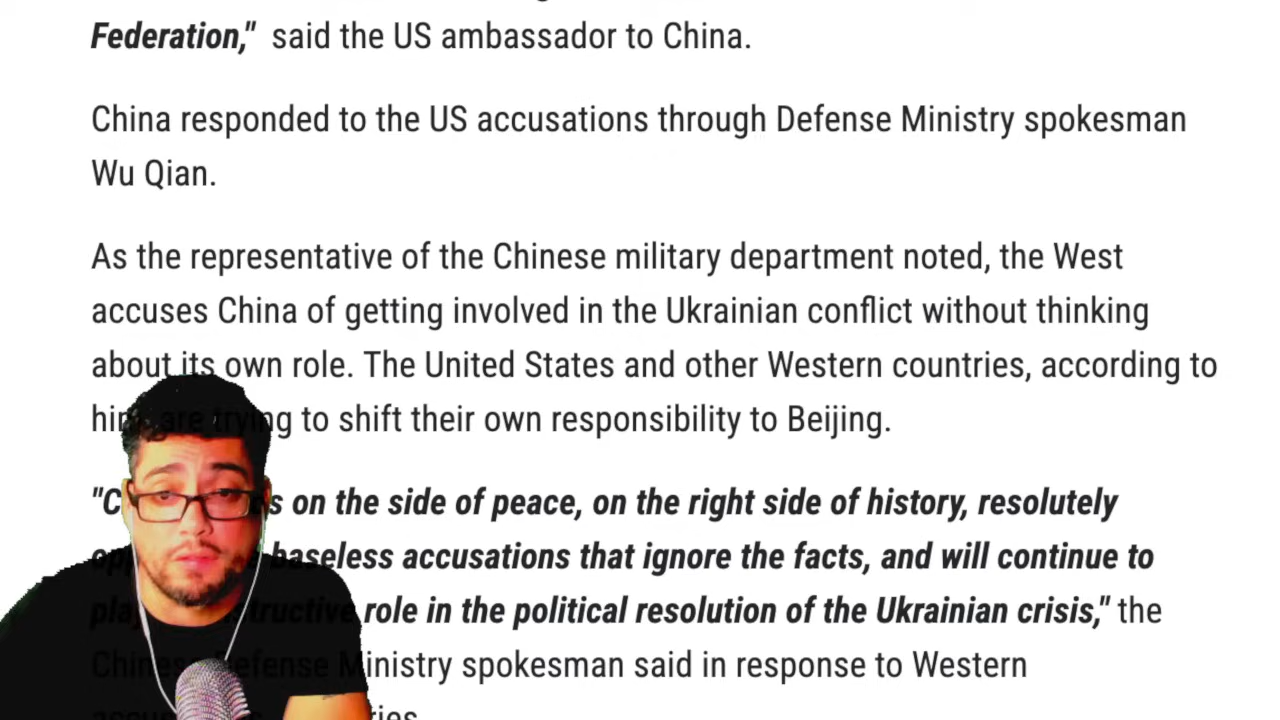 Federation," said the US ambassador to China.
China responded to the US accusations through Defense Ministry spokesman
Wu Qian.
As the representative of the Chinese military department noted, the West
accuses China of getting involved in the Ukrainian conflict without thinking
about its own role. The United States and other Western countries, according to
him, are trying to shift their own responsibility to Beijing.
on the side of peace, on the right side of history, resolutely
baseless accusations that ignore the facts, and will continue to
role in the political resolution of the Ukrainian crisis," the
Chinese Defense Ministry spokesman said in response to Western